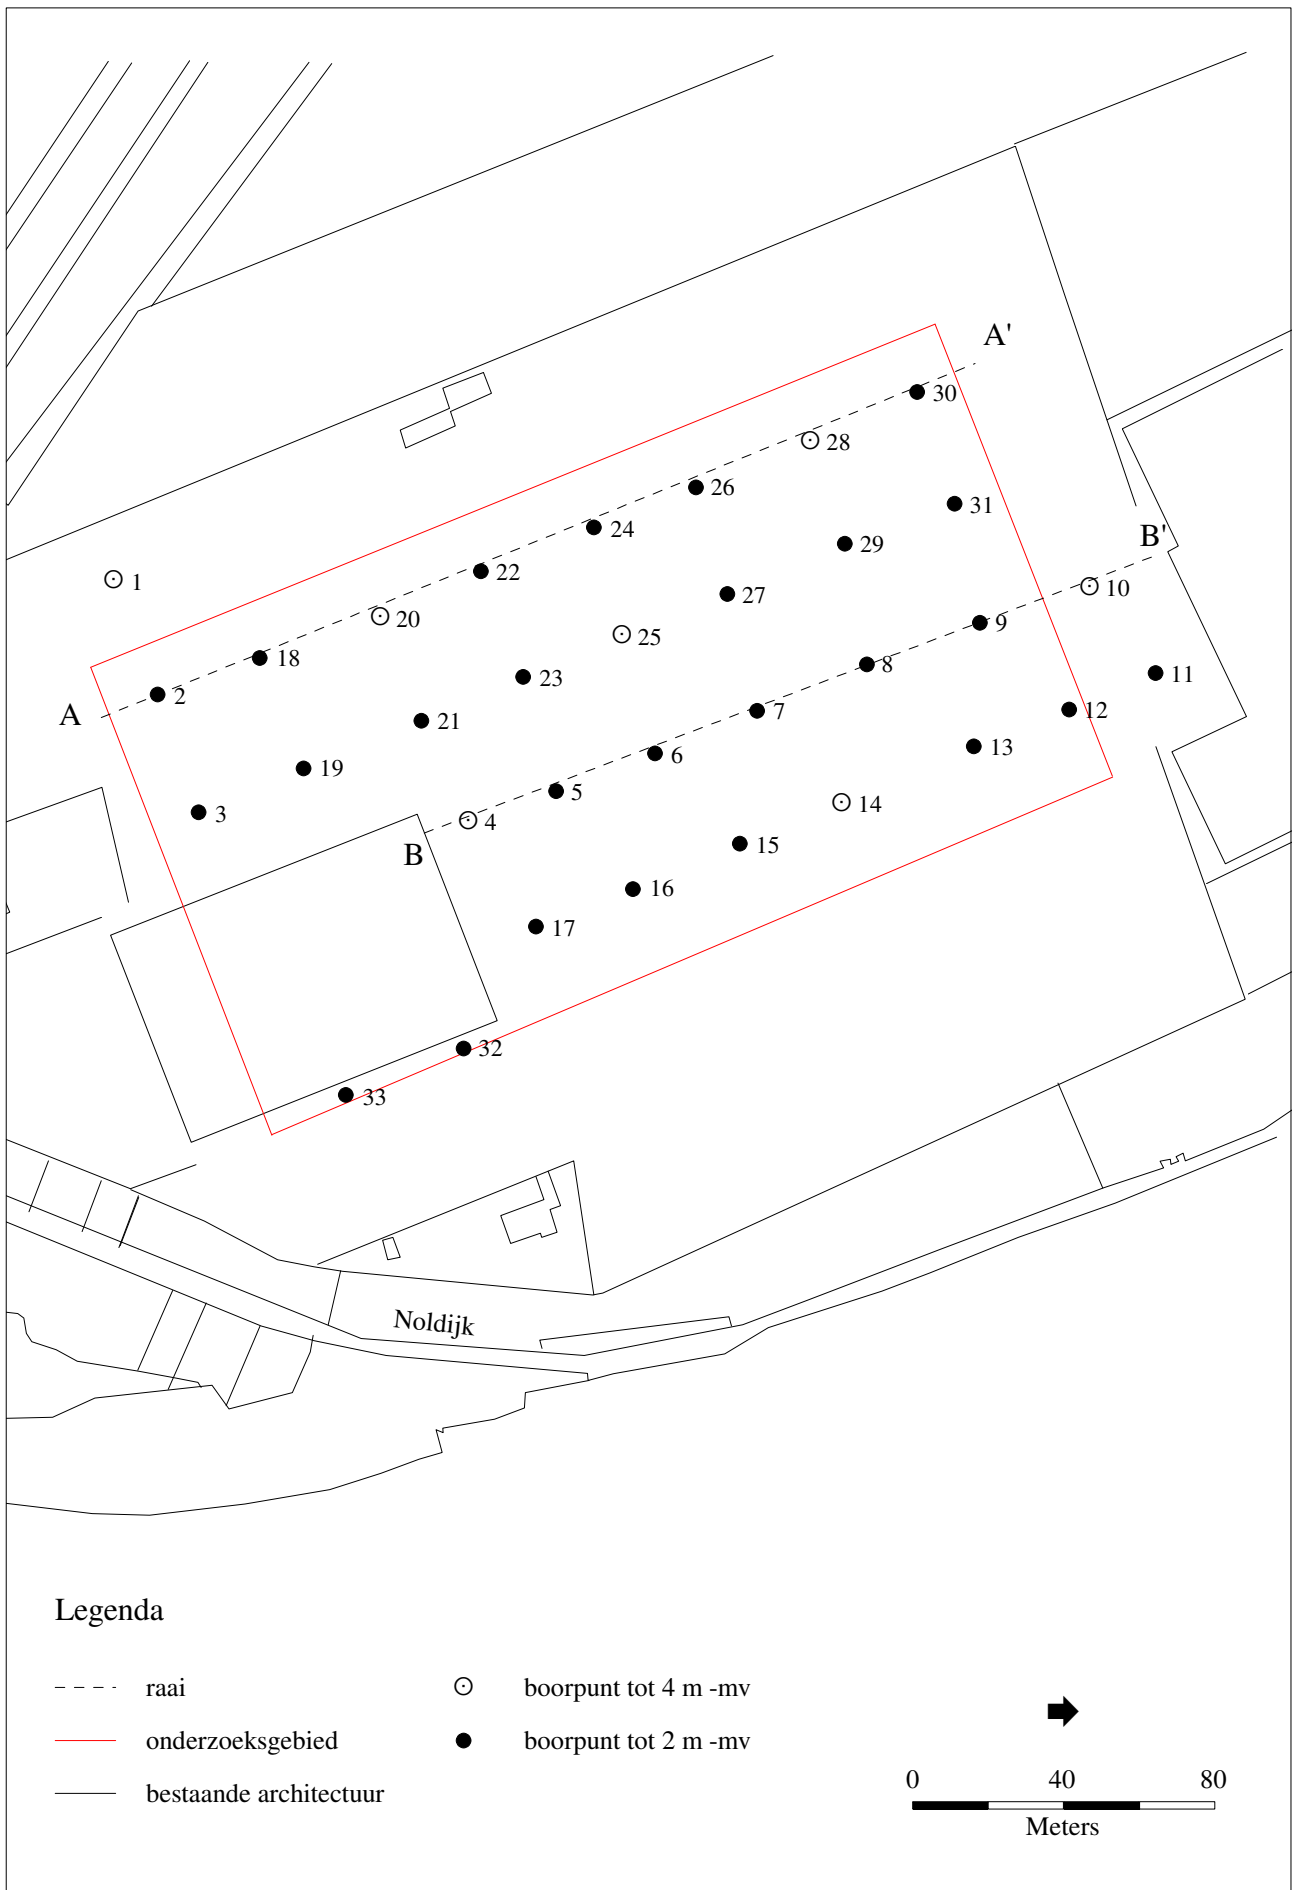 A'
30
28
26
31
24
B'
29
22
10
1
27
20
9
25
18
8
11
23
2
A
12
7
21
13
6
19
5
14
3
4
B
15
16
17
32
33
Noldijk
Legenda
raai
boorpunt tot 4 m -mv
onderzoeksgebied
boorpunt tot 2 m -mv
bestaande architectuur
0 40 80
Meters